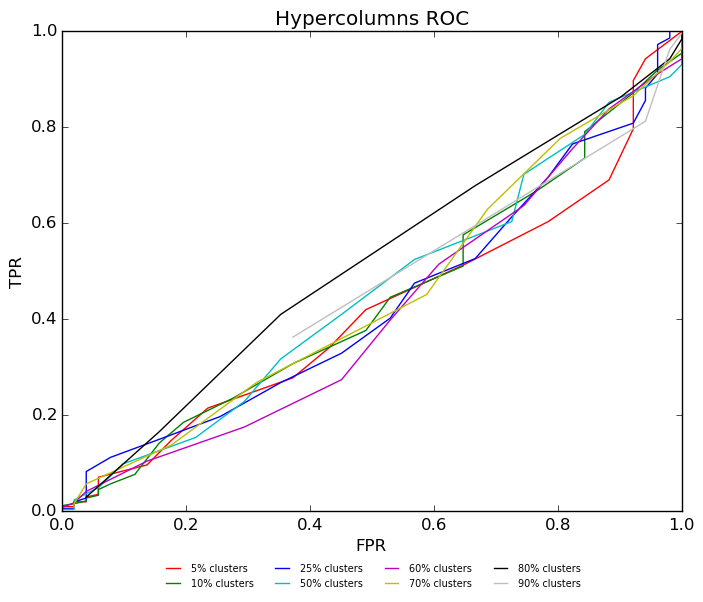 Hypercolumns ROC
1.0
0.8
0.6
0.4
0.2
0.0
TPR
0.0 0.2 0.4 0.6 0.8 1.0
FPR
5% clusters 25% clusters 60% clusters 80% clusters
10% clusters 50% clusters 70% clusters 90% clusters